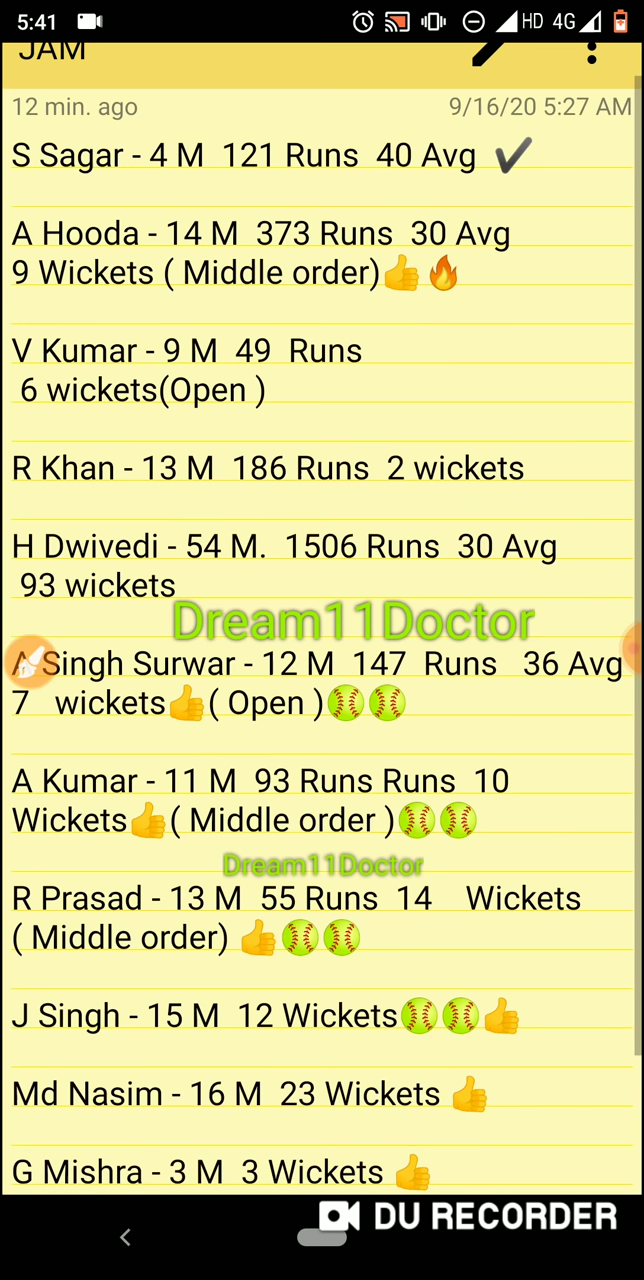 5:41 HD 4G
JAM
12 min. ago 9/16/20 5:27 AM
S Sagar - 4 M 121 Runs 40 Avg ✔
A Hooda - 14 M 373 Runs 30 Avg
9 Wickets ( Middle order)👍🔥
V Kumar - 9 M 49 Runs
6 wickets(Open )
R Khan - 13 M 186 Runs 2 wickets
H Dwivedi - 54 M. 1506 Runs 30 Avg
93 wickets
Dream11Doctor
A Singh Surwar - 12 M 147 Runs 36 Avg
7 wickets👍( Open )🥎🥎
A Kumar - 11 M 93 Runs Runs 10
Wickets👍( Middle order )🥎🥎
Dream11Doctor
R Prasad - 13 M 55 Runs 14 Wickets
( Middle order) 👍🥎🥎
J Singh - 15 M 12 Wickets🥎🥎👍
Md Nasim - 16 M 23 Wickets 👍
G Mishra - 3 M 3 Wickets 👍
DU RECORDER